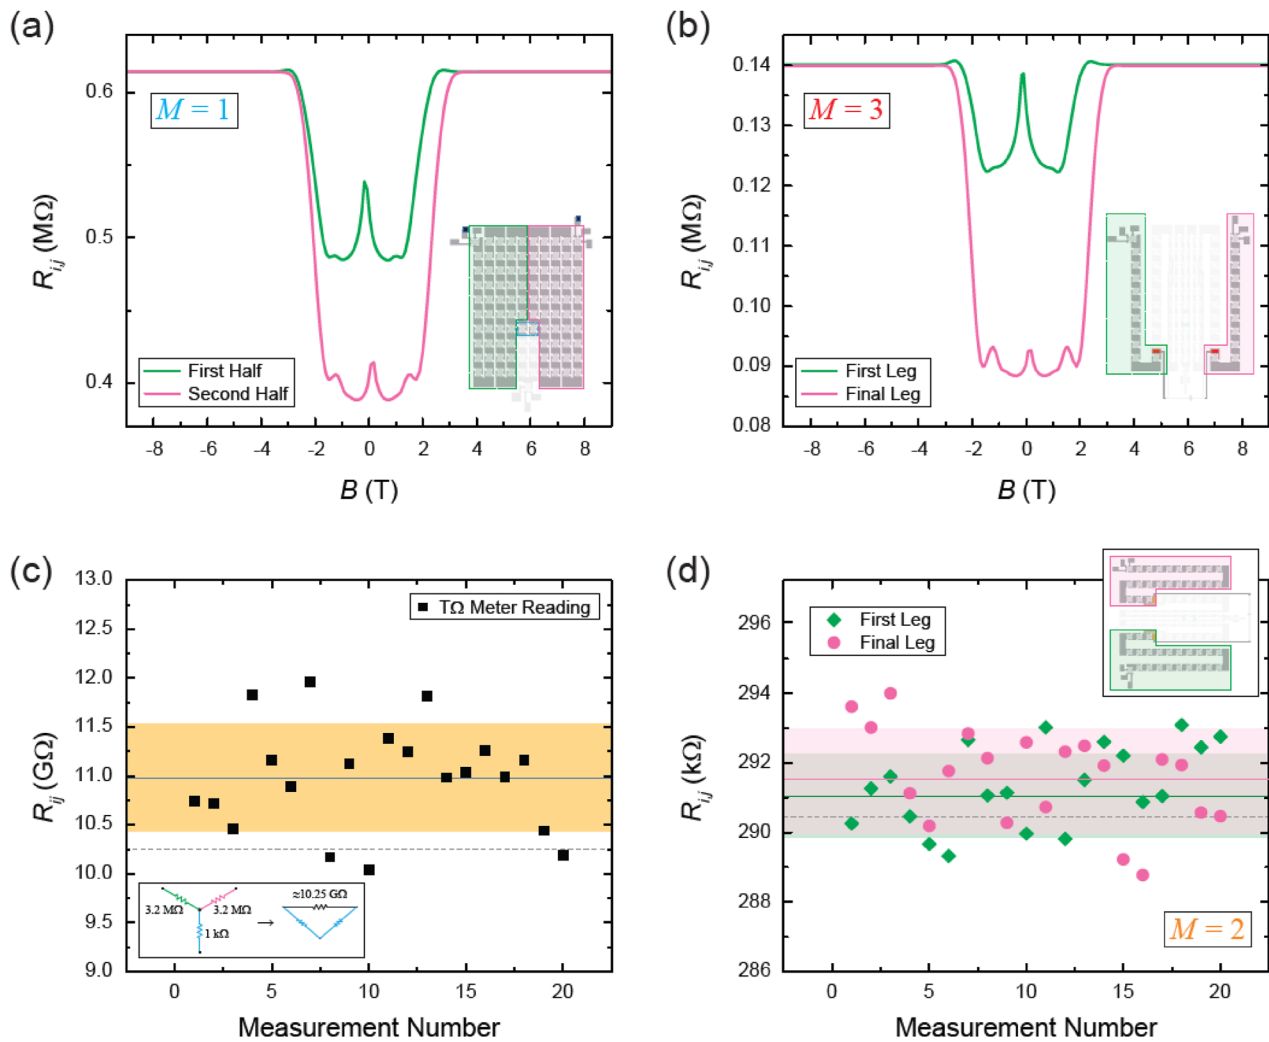 (a)
M = 1
0.6
0.5
0.4
R_{i,j} (MΩ)
First Half
Second Half
-8 -6 -4 -2 0 2 4 6 8
B (T)
(b)
M = 3
0.14
0.13
0.12
0.11
0.10
0.09
0.08
R_{i,j} (MΩ)
First Leg
Final Leg
-8 -6 -4 -2 0 2 4 6 8
B (T)
(c)
13.0
12.5
12.0
11.5
11.0
10.5
10.0
9.5
9.0
R_{ij} (GΩ)
TΩ Meter Reading
3.2 MΩ
3.2 MΩ
1 kΩ
→
≈10.25 GΩ
0 5 10 15 20
Measurement Number
(d)
296
294
292
290
288
286
R_{i,j} (kΩ)
First Leg
Final Leg
M = 2
0 5 10 15 20
Measurement Number